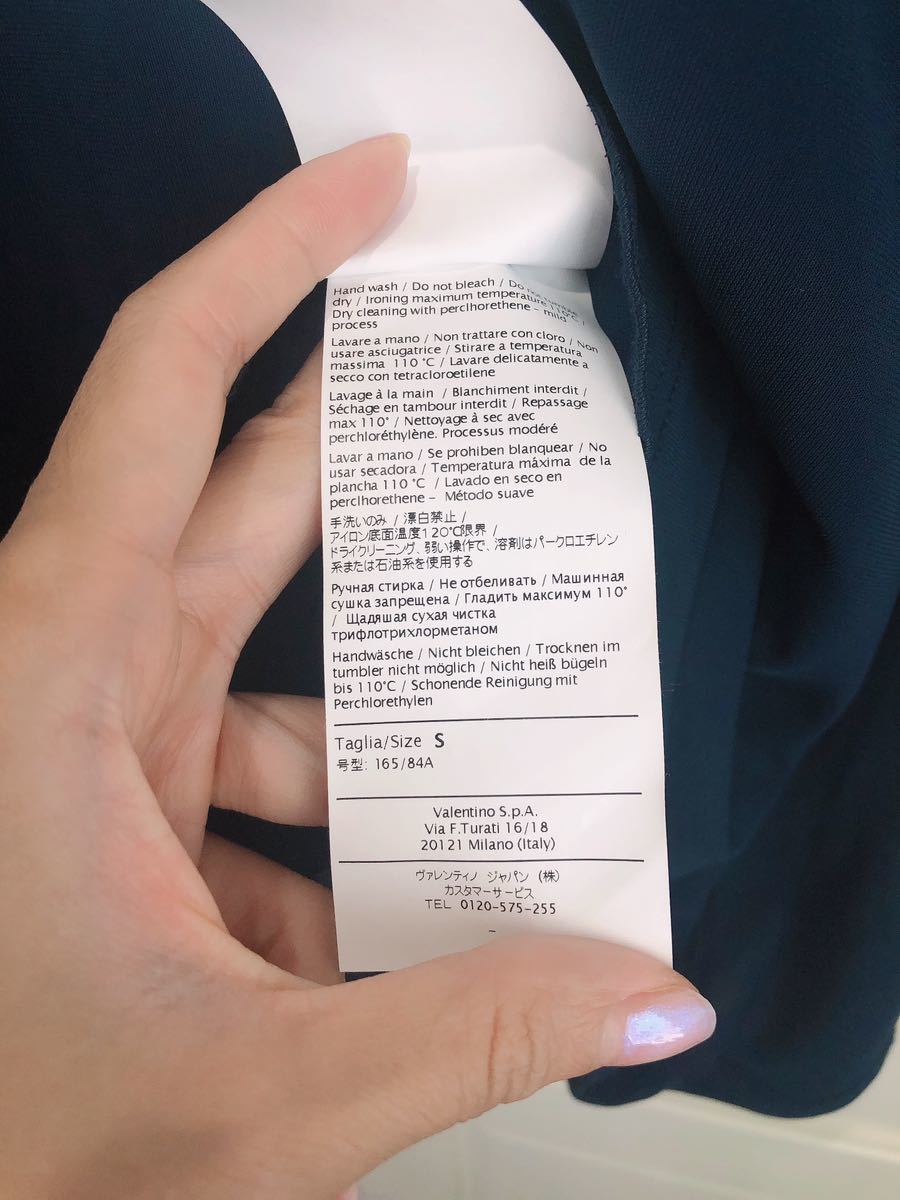 Hand wash / Do not bleach / Do not tumble
dry / Ironing maximum temperature 110°C /
Dry cleaning with perclhorethene - mild
process
Lavare a mano / Non trattare con cloro / Non
usare asciugatrice / Stirare a temperatura
massima 110 °C / Lavare delicatamente a
secco con tetracloroetilene
Lavage à la main / Blanchiment interdit /
Séchage en tambour interdit / Repassage
max 110° / Nettoyage à sec avec
perchloréthylène. Processus modéré
Lavar a mano / Se prohiben blanquear / No
usar secadora / Temperatura máxima de la
plancha 110 °C / Lavado en seco en
perclhorethene - Método suave
手洗いのみ / 漂白禁止 /
アイロン底面温度120℃限界 /
ドライクリーニング、弱い操作で、溶剤はパークロエチレン
系または石油系を使用する
Ручная стирка / Не отбеливать / Машинная
сушка запрещена / Гладить максимум 110°
/ Щадяшая сухая чистка
трифлотрихлорметаном
Handwäsche / Nicht bleichen / Trocknen im
tumbler nicht möglich / Nicht heiß bügeln
bis 110°C / Schonende Reinigung mit
Perchlorethylen
Taglia/Size S
号型: 165/84A
Valentino S.p.A.
Via F.Turati 16/18
20121 Milano (Italy)
ヴァレンティノ ジャパン (株)
カスタマーサービス
TEL 0120-575-255